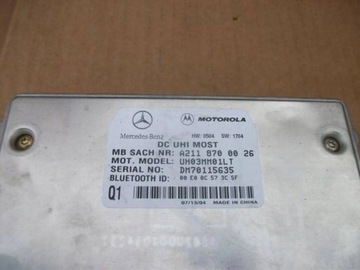 Mercedes-Benz
MOTOROLA
HW: 0504 SW: 1704
DC UHI MOST
MB SACH NR: A211 870 00 26
MOT. MODEL: UH03MM01LT
SERIAL NO: DM70115635
BLUETOOTH ID: 00 E0 0C 57 3C 5F
Q1
07/13/04 MADE IN CHINA